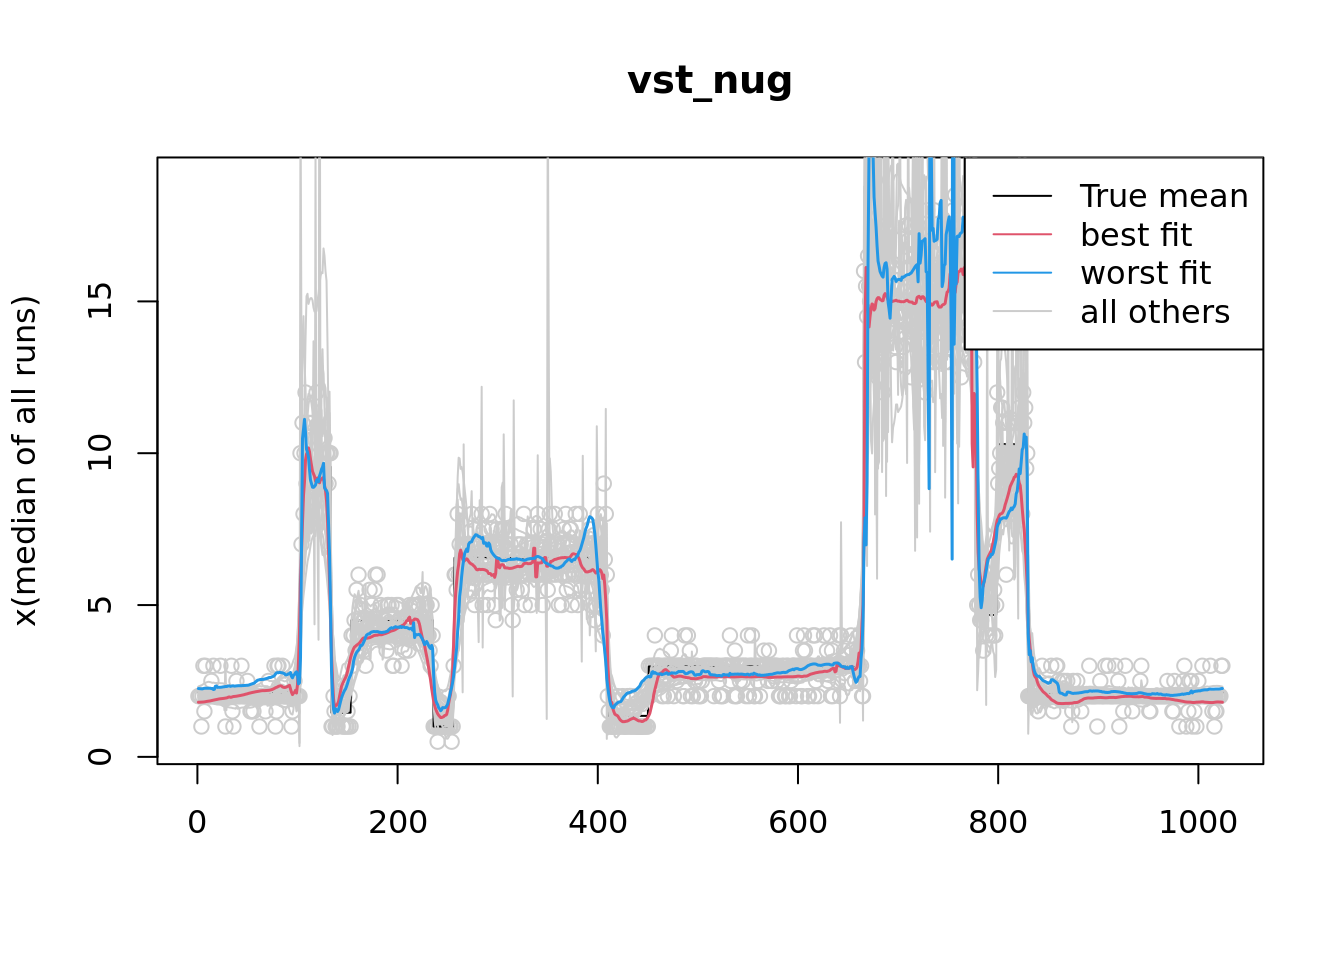 vst_nug
x(median of all runs)
15
10
5
0
True mean
best fit
worst fit
all others
0 200 400 600 800 1000